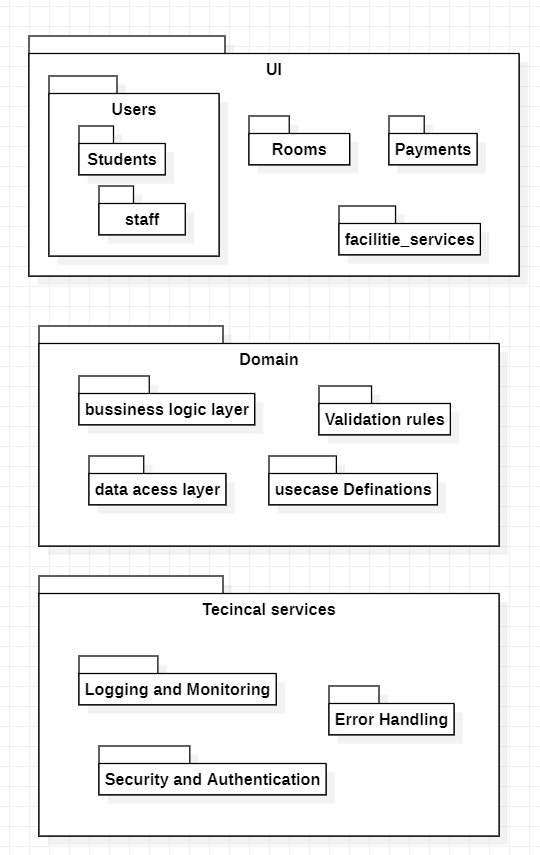 UI
Users
Students
staff
Rooms
Payments
facilitie_services
Domain
bussiness logic layer
Validation rules
data acess layer
usecase Definations
Tecincal services
Logging and Monitoring
Error Handling
Security and Authentication